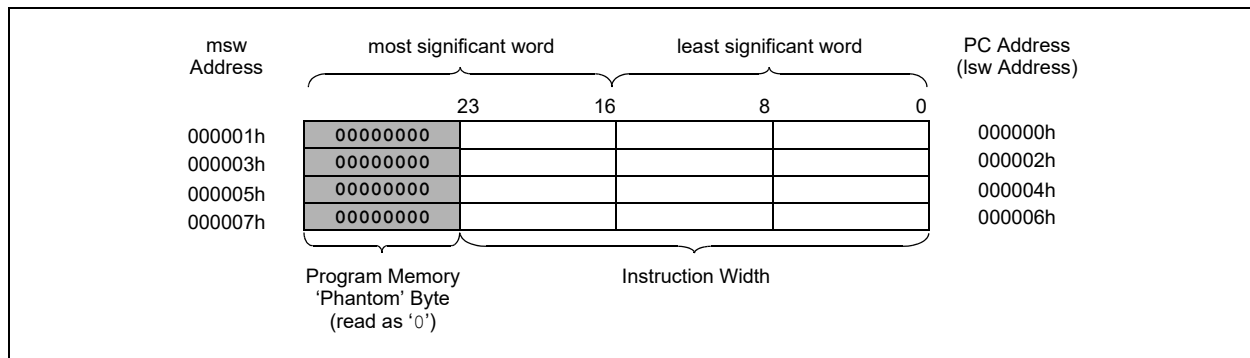 msw
Address
most significant word
least significant word
PC Address
(lsw Address)
23
16
8
0
000001h
00000000
000000h
000003h
00000000
000002h
000005h
00000000
000004h
000007h
00000000
000006h
Program Memory
‘Phantom’ Byte
(read as ‘0’)
Instruction Width